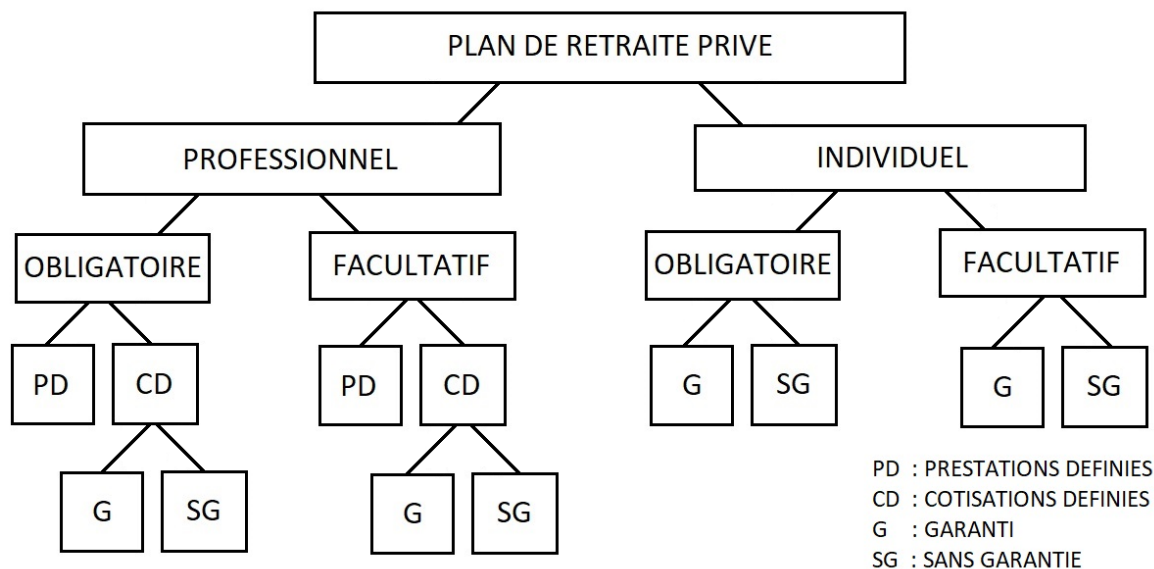 PLAN DE RETRAITE PRIVE
PROFESSIONNEL
INDIVIDUEL
OBLIGATOIRE
FACULTATIF
OBLIGATOIRE
FACULTATIF
PD
CD
PD
CD
G
SG
G
SG
G
SG
G
SG
PD : PRESTATIONS DEFINIES
CD : COTISATIONS DEFINIES
G : GARANTI
SG : SANS GARANTIE